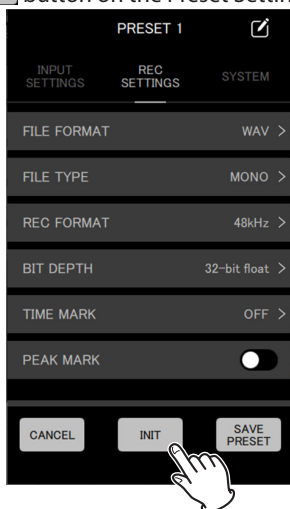 button on the Preset Settin
PRESET 1
INPUT SETTINGS
REC SETTINGS
SYSTEM
FILE FORMAT WAV >
FILE TYPE MONO >
REC FORMAT 48kHz >
BIT DEPTH 32-bit float >
TIME MARK OFF >
PEAK MARK
CANCEL
INIT
SAVE PRESET